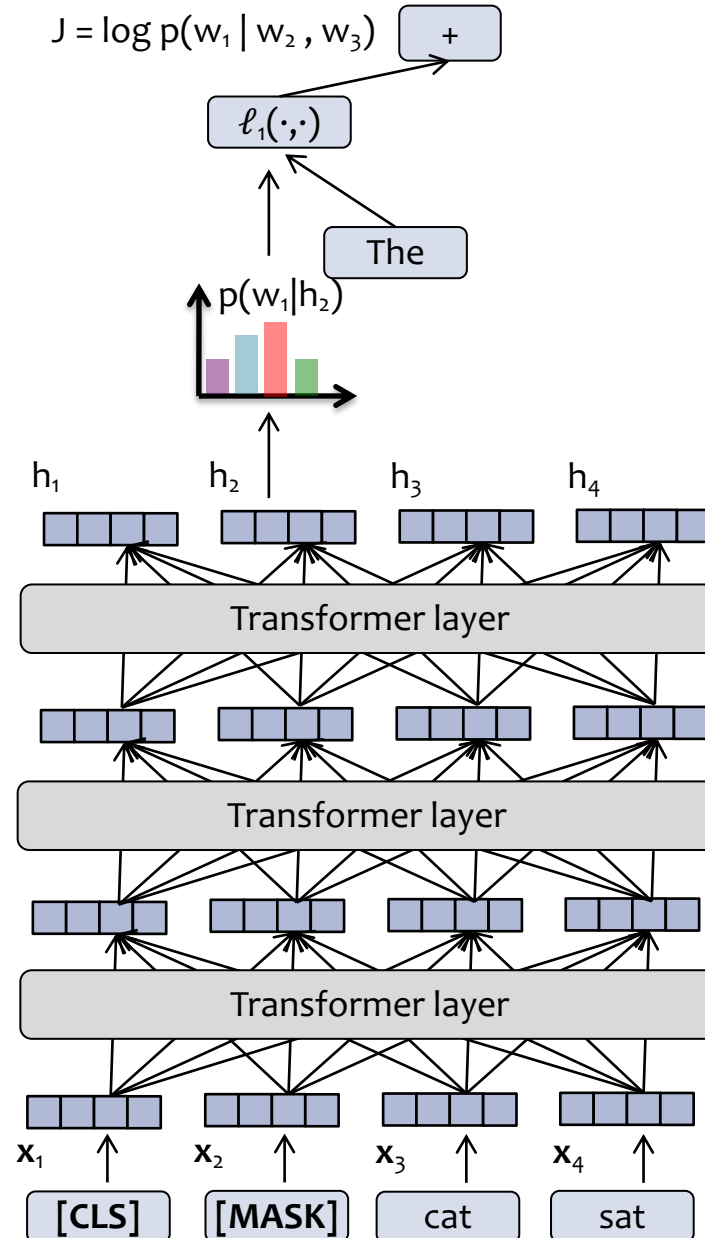 J = log p(w₁ | w₂ , w₃)
+
ℓ₁(·,·)
The
p(w₁|h₂)
h₁ h₂ h₃ h₄
Transformer layer
Transformer layer
Transformer layer
x₁ x₂ x₃ x₄
[CLS] [MASK] cat sat